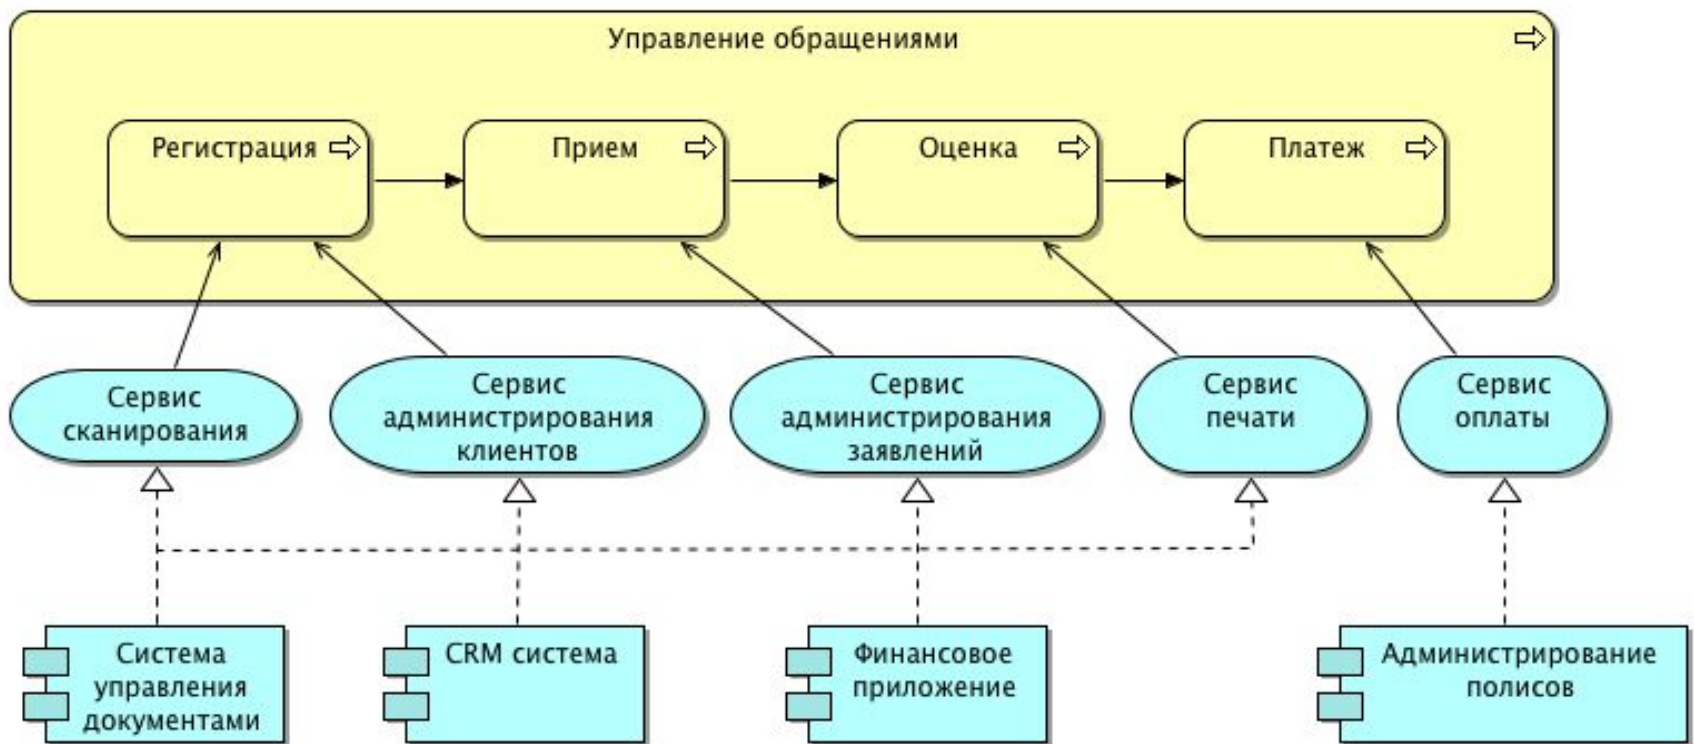 Управление обращениями
Регистрация
Прием
Оценка
Платеж
Сервис
сканирования
Сервис
администрирования
клиентов
Сервис
администрирования
заявлений
Сервис
печати
Сервис
оплаты
Система
управления
документами
CRM система
Финансовое
приложение
Администрирование
полисов